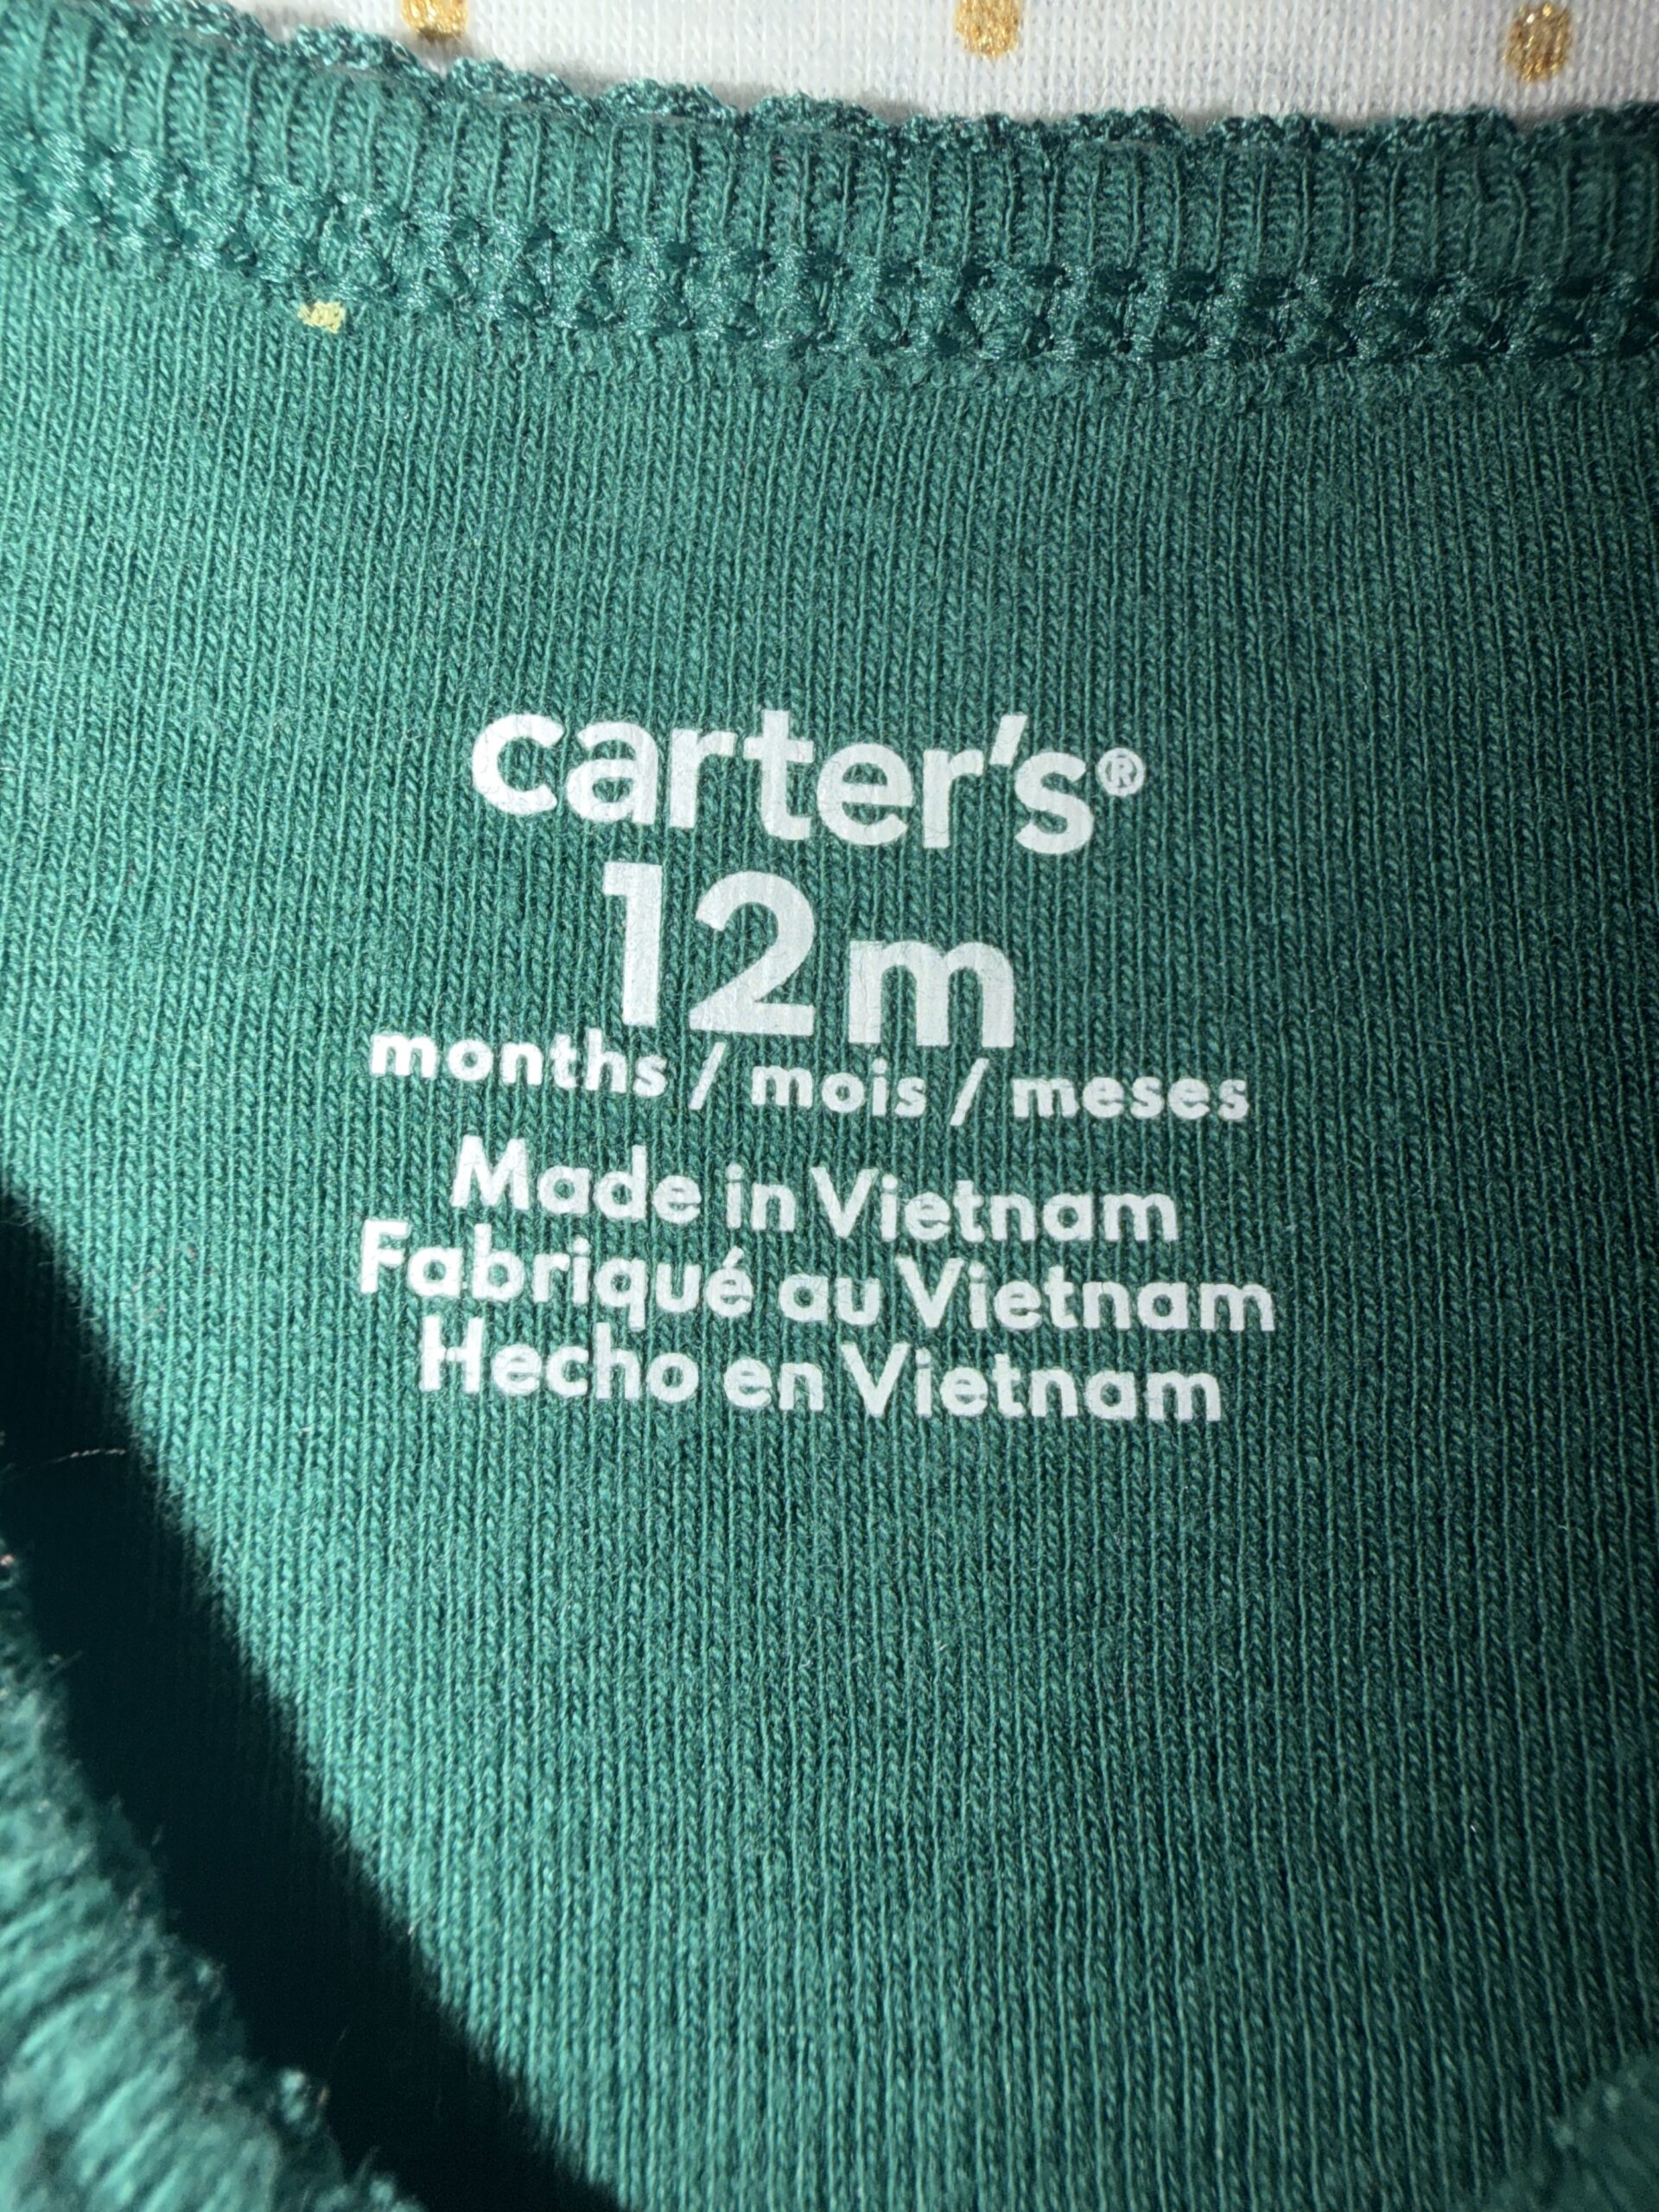 carter's®
12m
months / mois / meses
Made in Vietnam
Fabriqué au Vietnam
Hecho en Vietnam